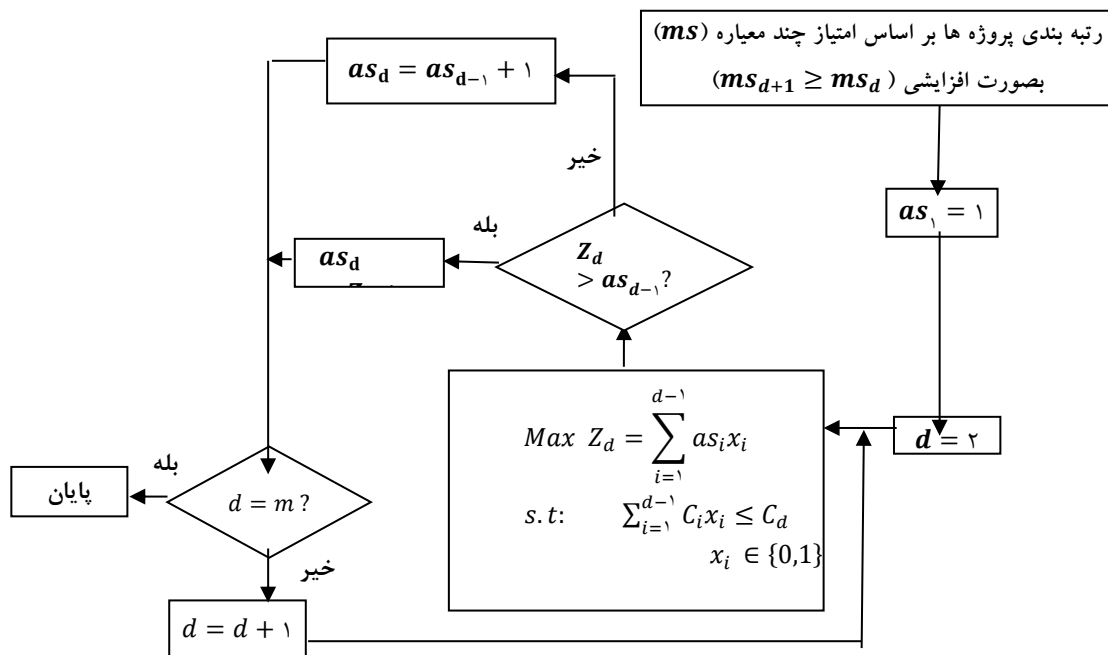 رتبه بندی پروژه ها بر اساس امتیاز چند معیاره (ms)
بصورت افزایشی (ms_{d+1} ≥ ms_d)
as_۱ = ۱
d = ۲
Max Z_d = ∑_{i=۱}^{d−۱} as_i x_i
s.t: ∑_{i=۱}^{d−۱} C_i x_i ≤ C_d
x_i ∈ {0,1}
Z_d
> as_{d−۱}?
خیر
as_d = as_{d−۱} + ۱
بله
as_d
d = m ?
بله
پایان
خیر
d = d + ۱